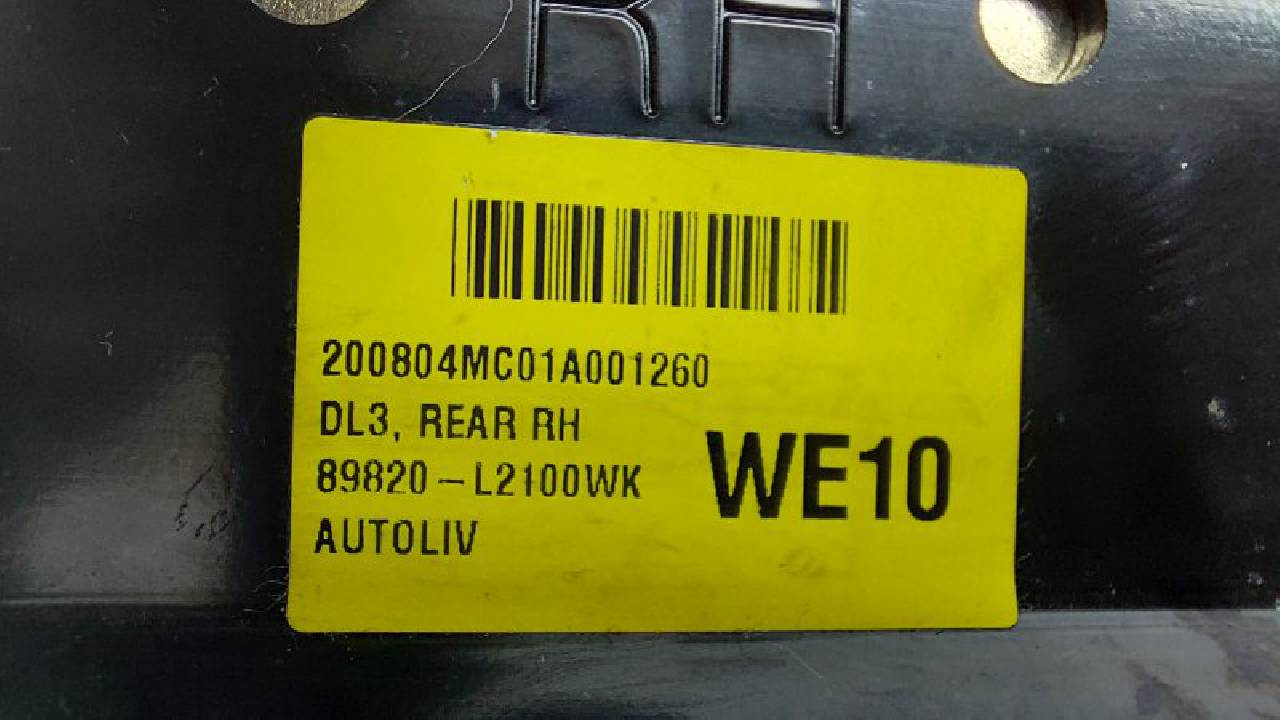 RH
200804MC01A001260
DL3, REAR RH
89820-L2100WK
WE10
AUTOLIV